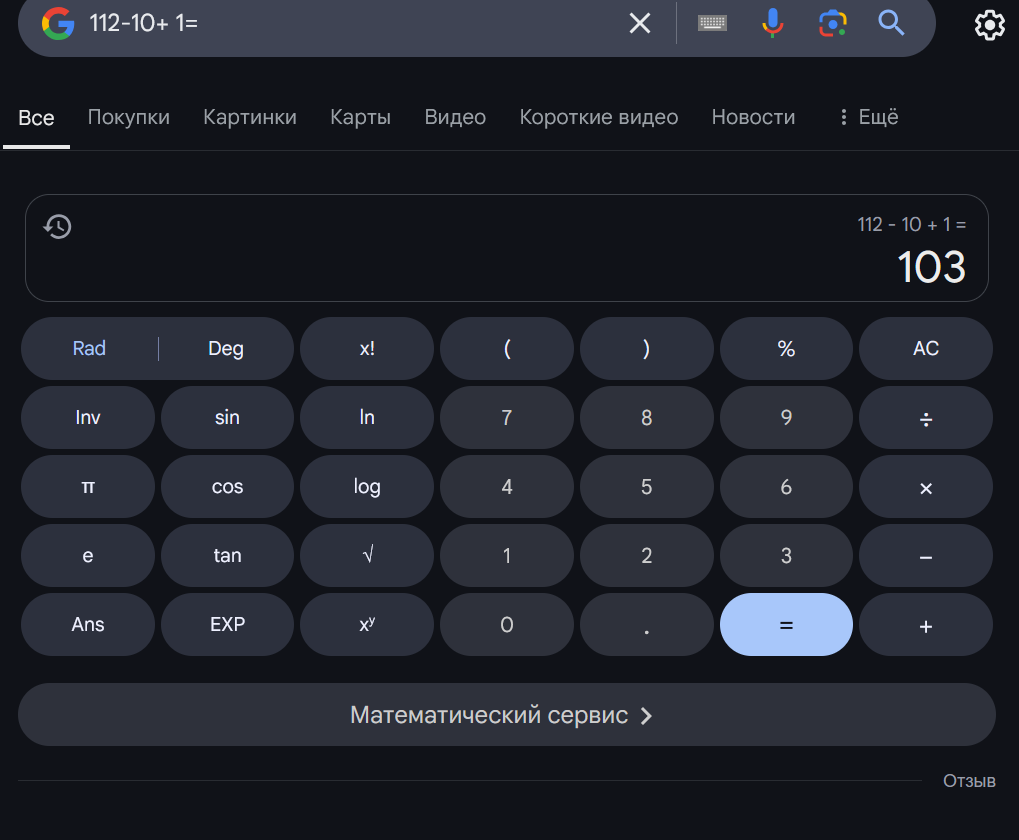 112-10+ 1=
Все Покупки Картинки Карты Видео Короткие видео Новости Ещё
112 - 10 + 1 =
103
Rad Deg x! ( ) % AC
Inv sin ln 7 8 9 ÷
π cos log 4 5 6 ×
e tan √ 1 2 3 −
Ans EXP xʸ 0 . = +
Математический сервис
Отзыв